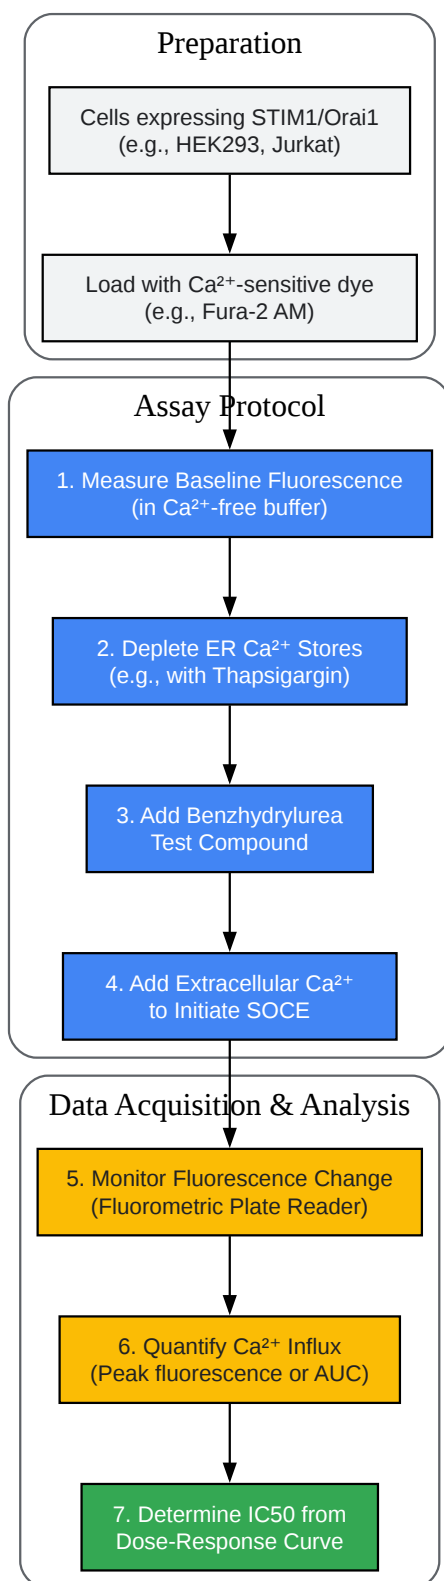 Preparation
Cells expressing STIM1/Orai1
(e.g., HEK293, Jurkat)
Load with Ca²⁺-sensitive dye
(e.g., Fura-2 AM)
Assay Protocol
1. Measure Baseline Fluorescence
(in Ca²⁺-free buffer)
2. Deplete ER Ca²⁺ Stores
(e.g., with Thapsigargin)
3. Add Benzhydrylurea
Test Compound
4. Add Extracellular Ca²⁺
to Initiate SOCE
Data Acquisition & Analysis
5. Monitor Fluorescence Change
(Fluorometric Plate Reader)
6. Quantify Ca²⁺ Influx
(Peak fluorescence or AUC)
7. Determine IC50 from
Dose-Response Curve